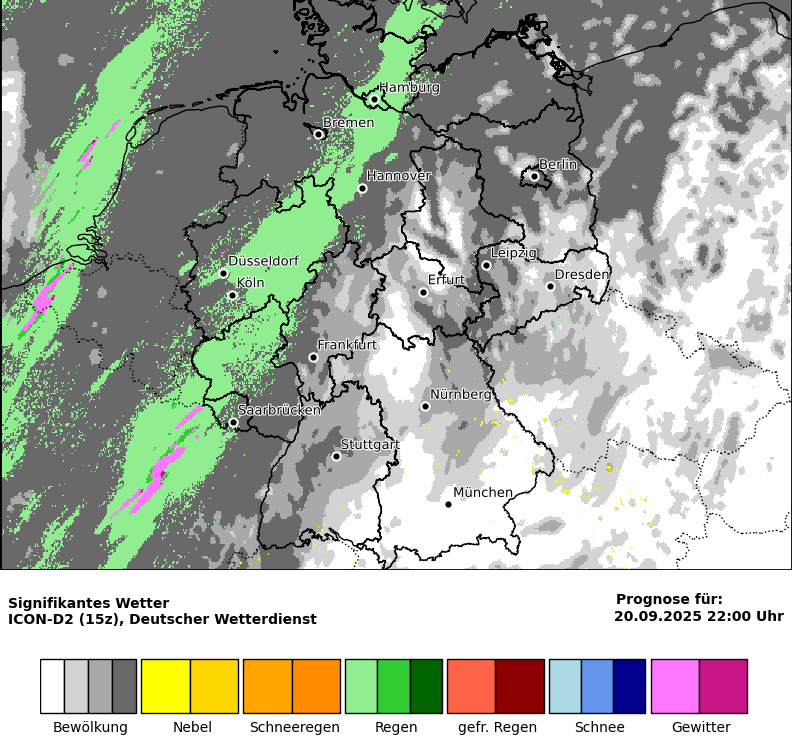 Hamburg
Bremen
Berlin
Hannover
Leipzig
Düsseldorf
Dresden
Erfurt
Köln
Frankfurt
Nürnberg
Saarbrücken
Stuttgart
München
Signifikantes Wetter
ICON-D2 (15z), Deutscher Wetterdienst
Prognose für:
20.09.2025 22:00 Uhr
Bewölkung
Nebel
Schneeregen
Regen
gefr. Regen
Schnee
Gewitter